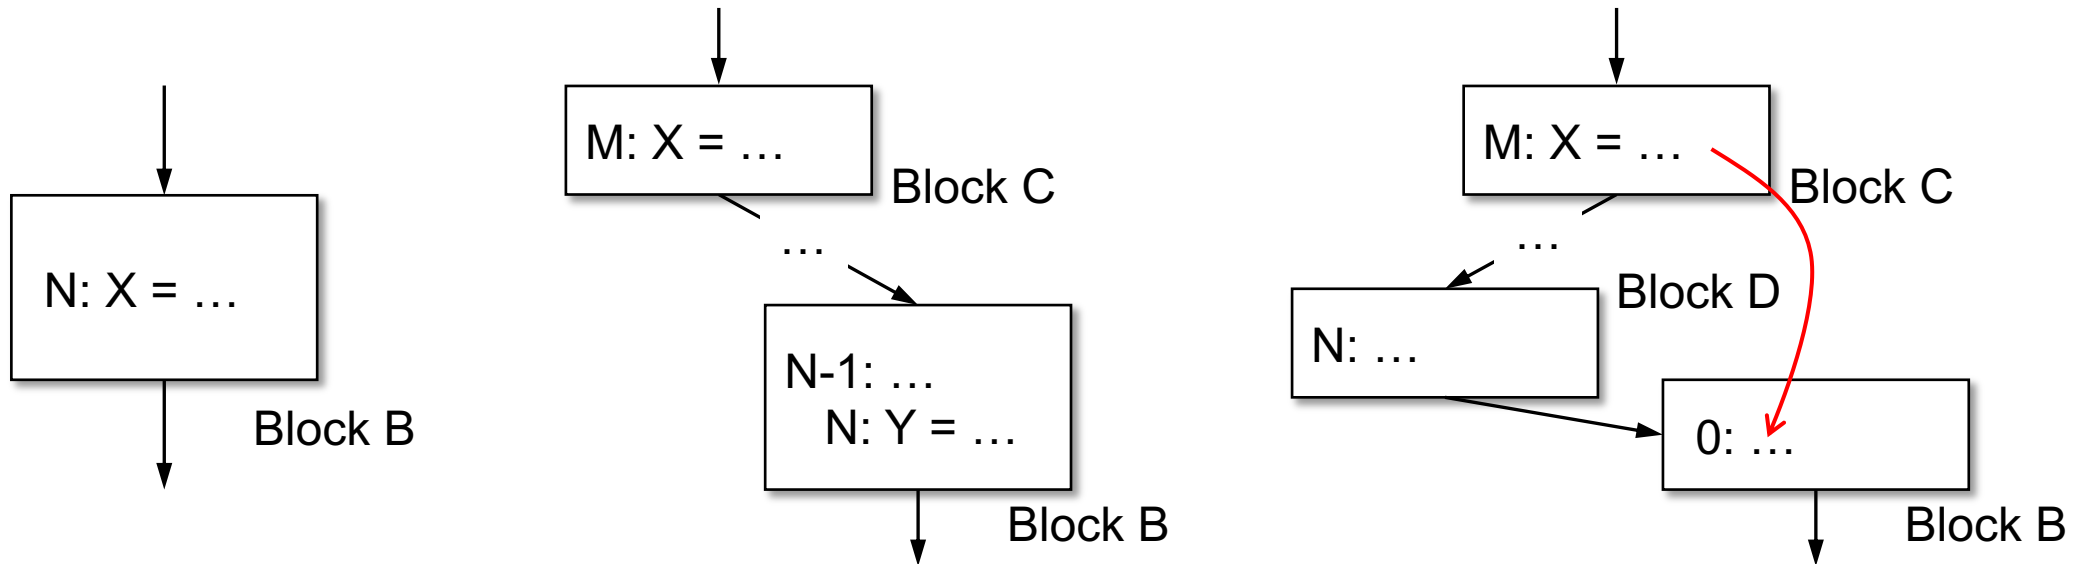 N: X = …
Block B
M: X = …
Block C
…
N-1: …
N: Y = …
Block B
M: X = …
Block C
…
Block D
N: …
0: …
Block B